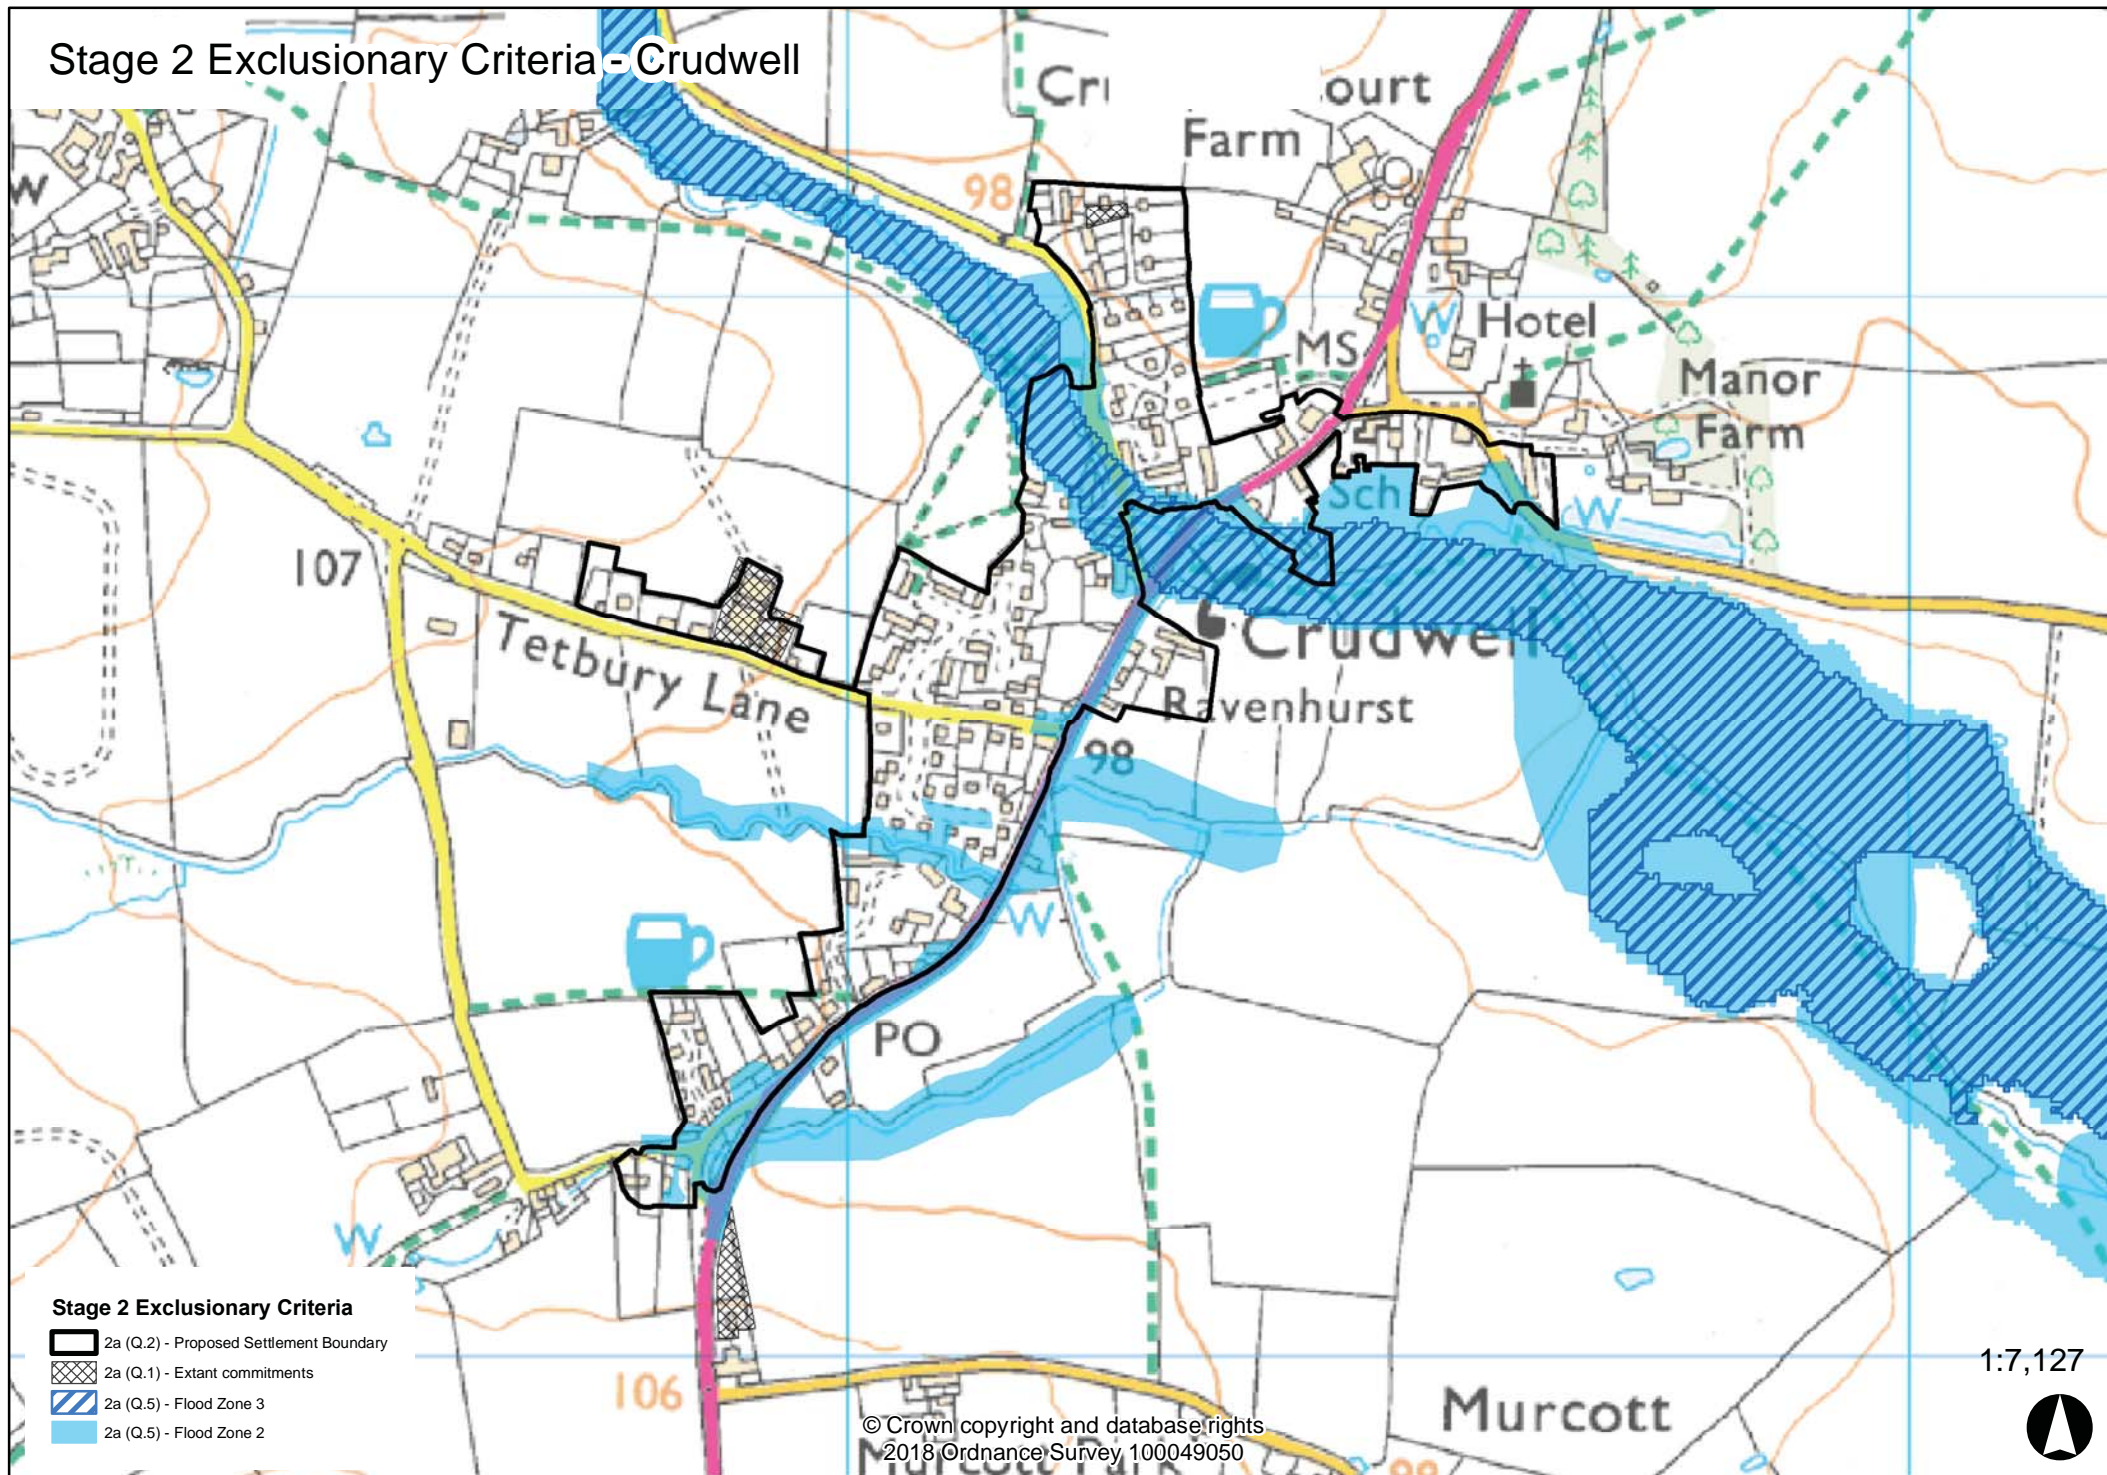 Stage 2 Exclusionary Criteria - Crudwell
ourt
Farm
98
W
MS
W
Hotel
Manor
Farm
Sch
W
107
Tetbury Lane
Crudwell
Ravenhurst
98
W
PO
W
Stage 2 Exclusionary Criteria
2a (Q.2) - Proposed Settlement Boundary
2a (Q.1) - Extant commitments
2a (Q.5) - Flood Zone 3
2a (Q.5) - Flood Zone 2
106
Murcott
1:7,127
© Crown copyright and database rights
2018 Ordnance Survey 100049050